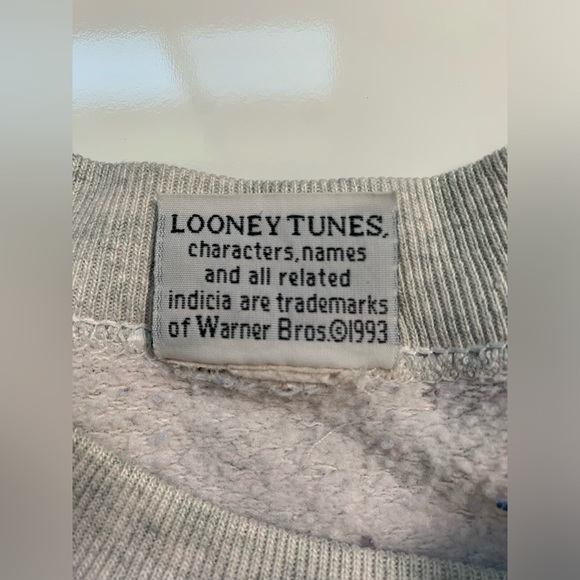 LOONEY TUNES,
characters, names
and all related
indicia are trademarks
of Warner Bros.©1993